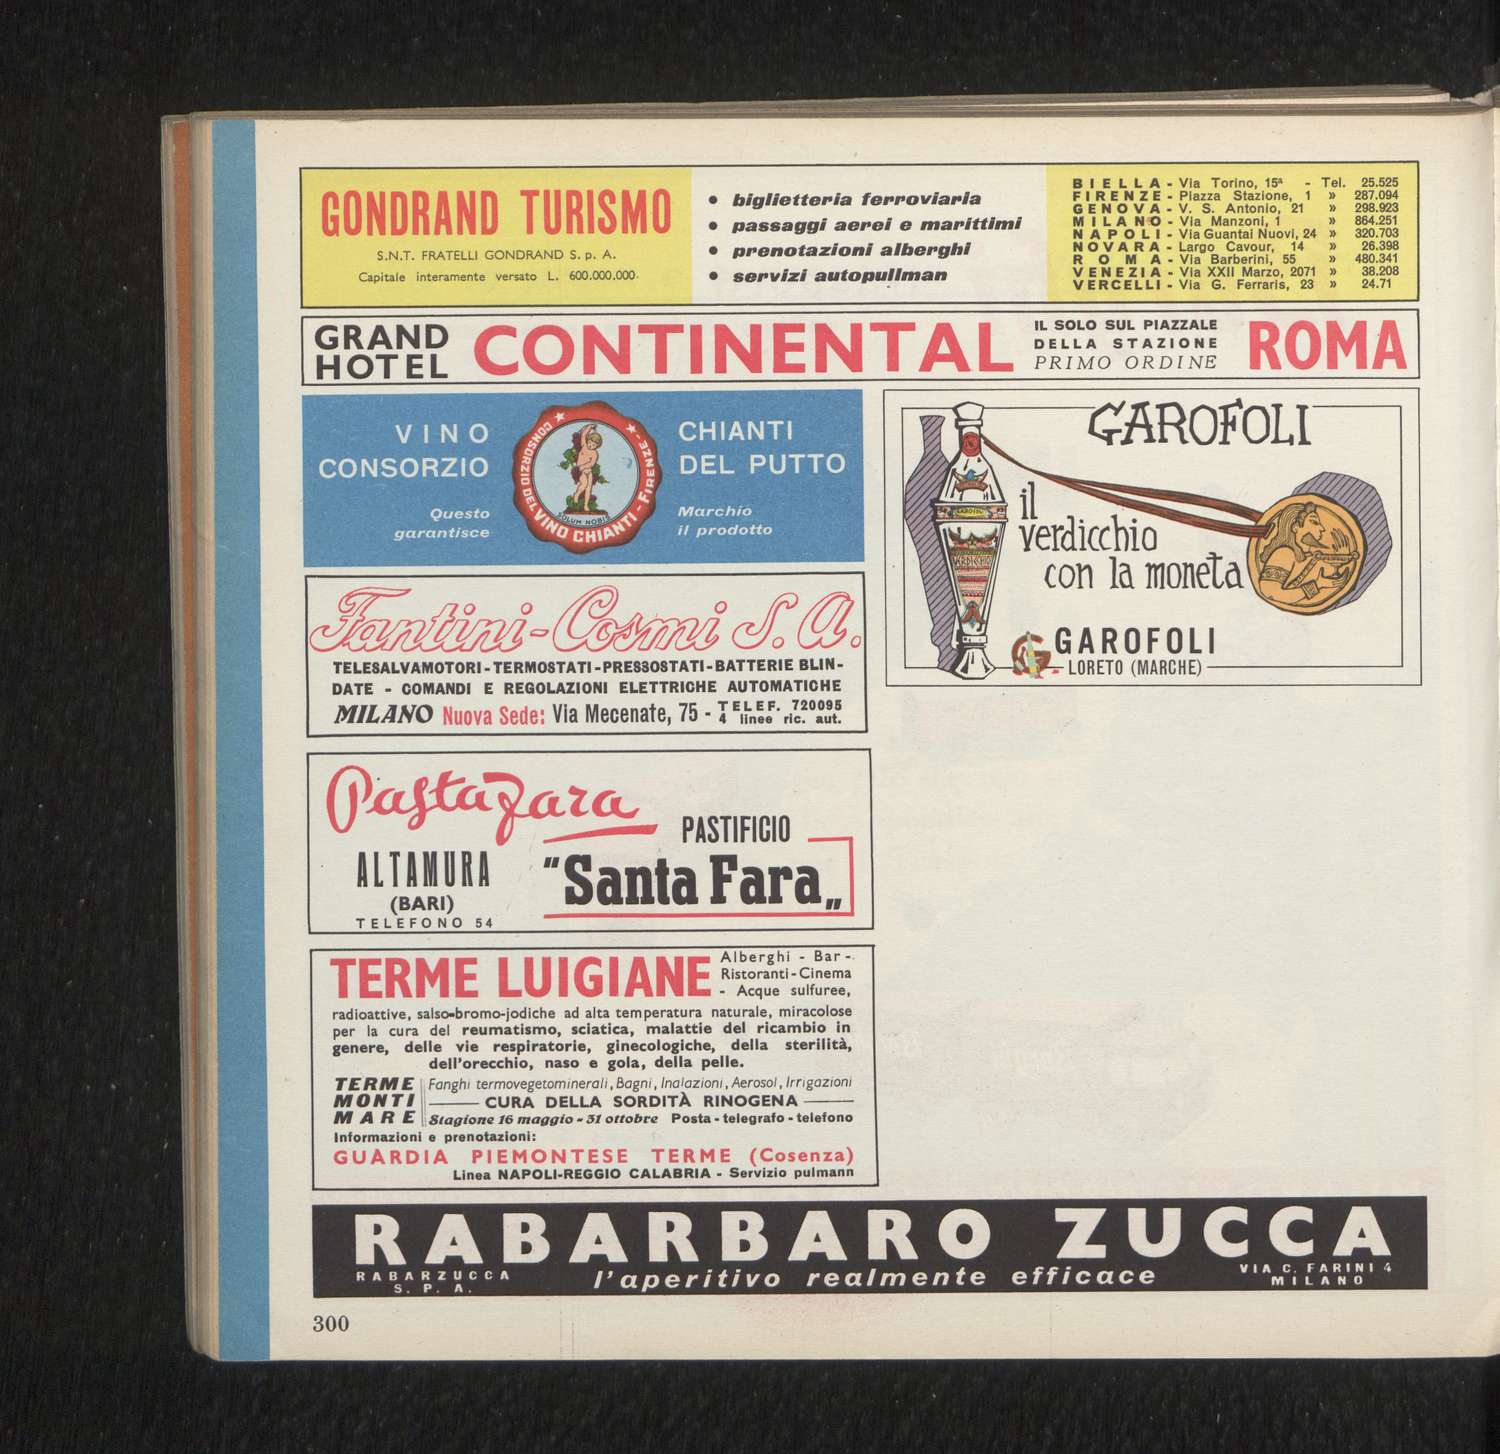 GONDRAND TURISMO
S.N.T. FRATELLI GONDRAND S. p. A.
Capitale interamente versato L. 600.000.000.
• biglietteria ferroviarla
• passaggi aerei e marittimi
• prenotazioni alberghi
• servizi autopullman
BIELLA - Via Torino, 15ª - Tel. 25.525
FIRENZE - Piazza Stazione, 1 » 287.094
GENOVA - V. S. Antonio, 21 » 298.923
MILANO - Via Manzoni, 1 » 864.251
NAPOLI - Via Guantai Nuovi, 24 » 320.703
NOVARA - Largo Cavour, 14 » 26.398
ROMA - Via Barberini, 55 » 480.341
VENEZIA - Via XXII Marzo, 2071 » 38.208
VERCELLI - Via G. Ferraris, 23 » 24.71
GRAND
HOTEL
CONTINENTAL
IL SOLO SUL PIAZZALE
DELLA STAZIONE
PRIMO ORDINE
ROMA
VINO
CONSORZIO
Questo
garantisce
CONSORZIO DEL VINO CHIANTI - FIRENZE -
SOLUM NOBIS
CHIANTI
DEL PUTTO
Marchio
il prodotto
GAROFOLI
il
verdicchio
con la moneta
GAROFOLI
VERDICCHIO
GAROFOLI
LORETO (MARCHE)
Fantini-Cosmi S. A.
TELESALVAMOTORI - TERMOSTATI - PRESSOSTATI - BATTERIE BLIN-
DATE - COMANDI E REGOLAZIONI ELETTRICHE AUTOMATICHE
MILANO Nuova Sede: Via Mecenate, 75 - TELEF. 720095
4 linee ric. aut.
Pastazara
PASTIFICIO
ALTAMURA
(BARI)
TELEFONO 54
"Santa Fara„
TERME LUIGIANE
Alberghi - Bar -
Ristoranti - Cinema
- Acque sulfuree,
radioattive, salso-bromo-jodiche ad alta temperatura naturale, miracolose
per la cura del reumatismo, sciatica, malattie del ricambio in
genere, delle vie respiratorie, ginecologiche, della sterilità,
dell'orecchio, naso e gola, della pelle.
TERME
MONTI
MARE
Fanghi termovegetominerali, Bagni, Inalazioni, Aerosol, Irrigazioni
CURA DELLA SORDITÀ RINOGENA
Stagione 16 maggio - 31 ottobre Posta - telegrafo - telefono
Informazioni e prenotazioni:
GUARDIA PIEMONTESE TERME (Cosenza)
Linea NAPOLI-REGGIO CALABRIA - Servizio pulmann
RABARBARO ZUCCA
RABARZUCCA
S. P. A.
l'aperitivo realmente efficace
VIA C. FARINI 4
MILANO
300